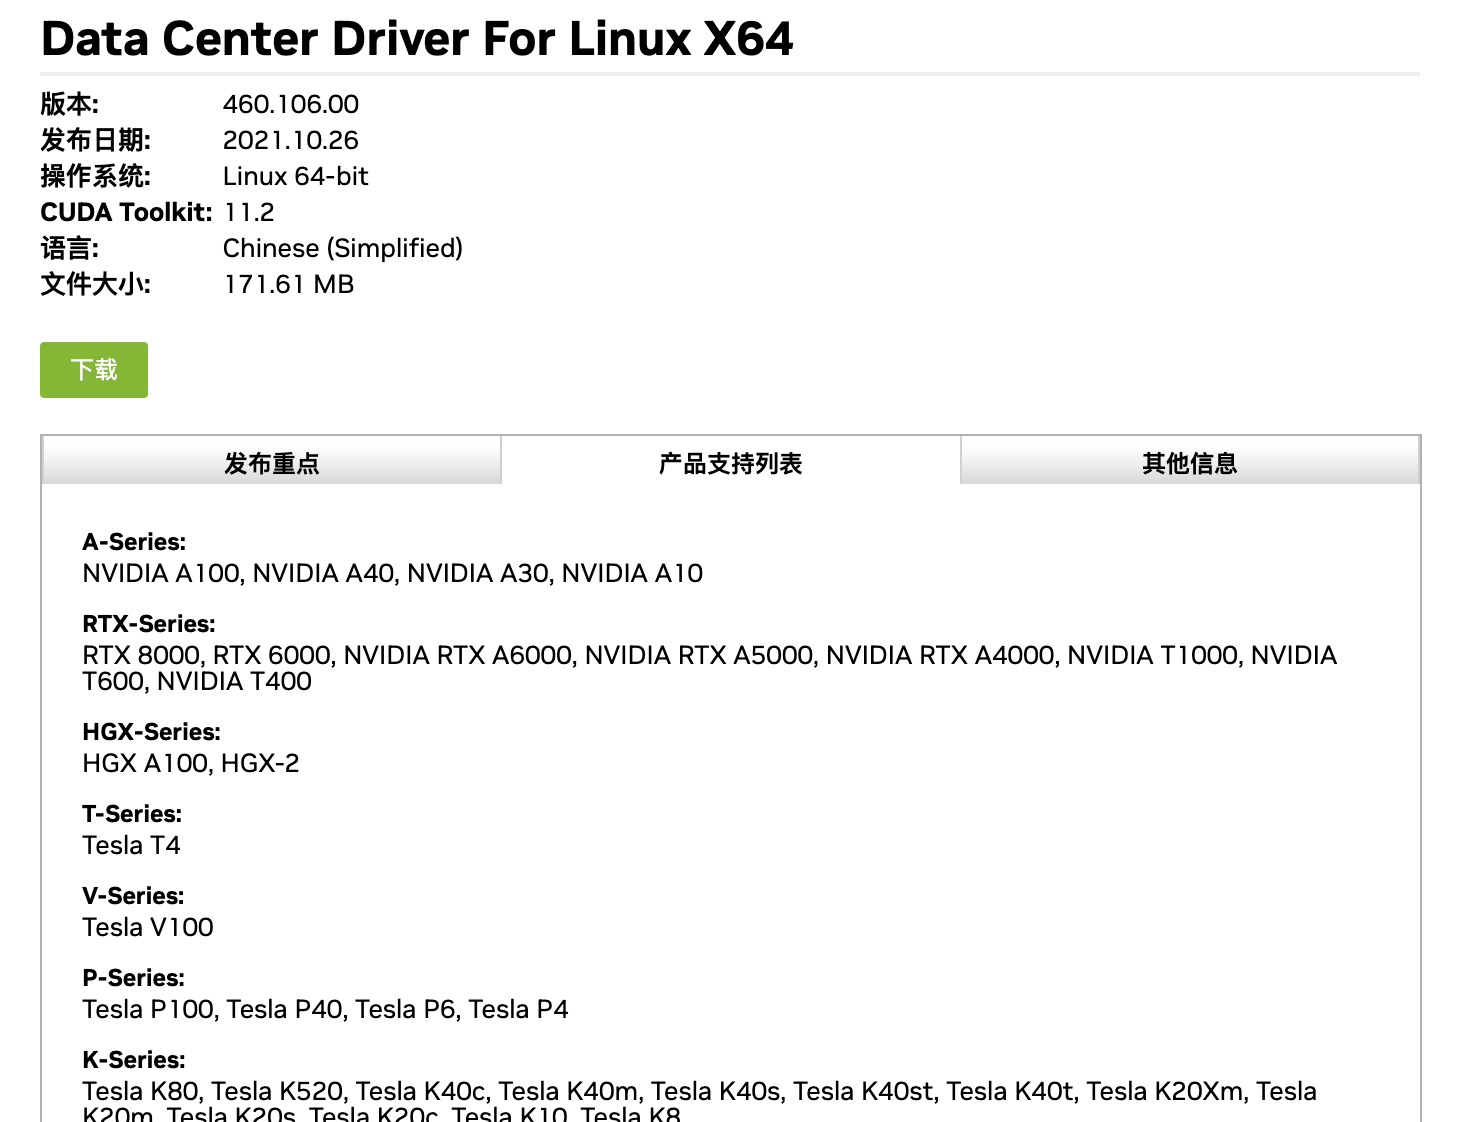 Data Center Driver For Linux X64
版本: 460.106.00
发布日期: 2021.10.26
操作系统: Linux 64-bit
CUDA Toolkit: 11.2
语言: Chinese (Simplified)
文件大小: 171.61 MB
下载
发布重点 产品支持列表 其他信息
A-Series:
NVIDIA A100, NVIDIA A40, NVIDIA A30, NVIDIA A10
RTX-Series:
RTX 8000, RTX 6000, NVIDIA RTX A6000, NVIDIA RTX A5000, NVIDIA RTX A4000, NVIDIA T1000, NVIDIA
T600, NVIDIA T400
HGX-Series:
HGX A100, HGX-2
T-Series:
Tesla T4
V-Series:
Tesla V100
P-Series:
Tesla P100, Tesla P40, Tesla P6, Tesla P4
K-Series:
Tesla K80, Tesla K520, Tesla K40c, Tesla K40m, Tesla K40s, Tesla K40st, Tesla K40t, Tesla K20Xm, Tesla
K20m, Tesla K20s, Tesla K20c, Tesla K10, Tesla K8